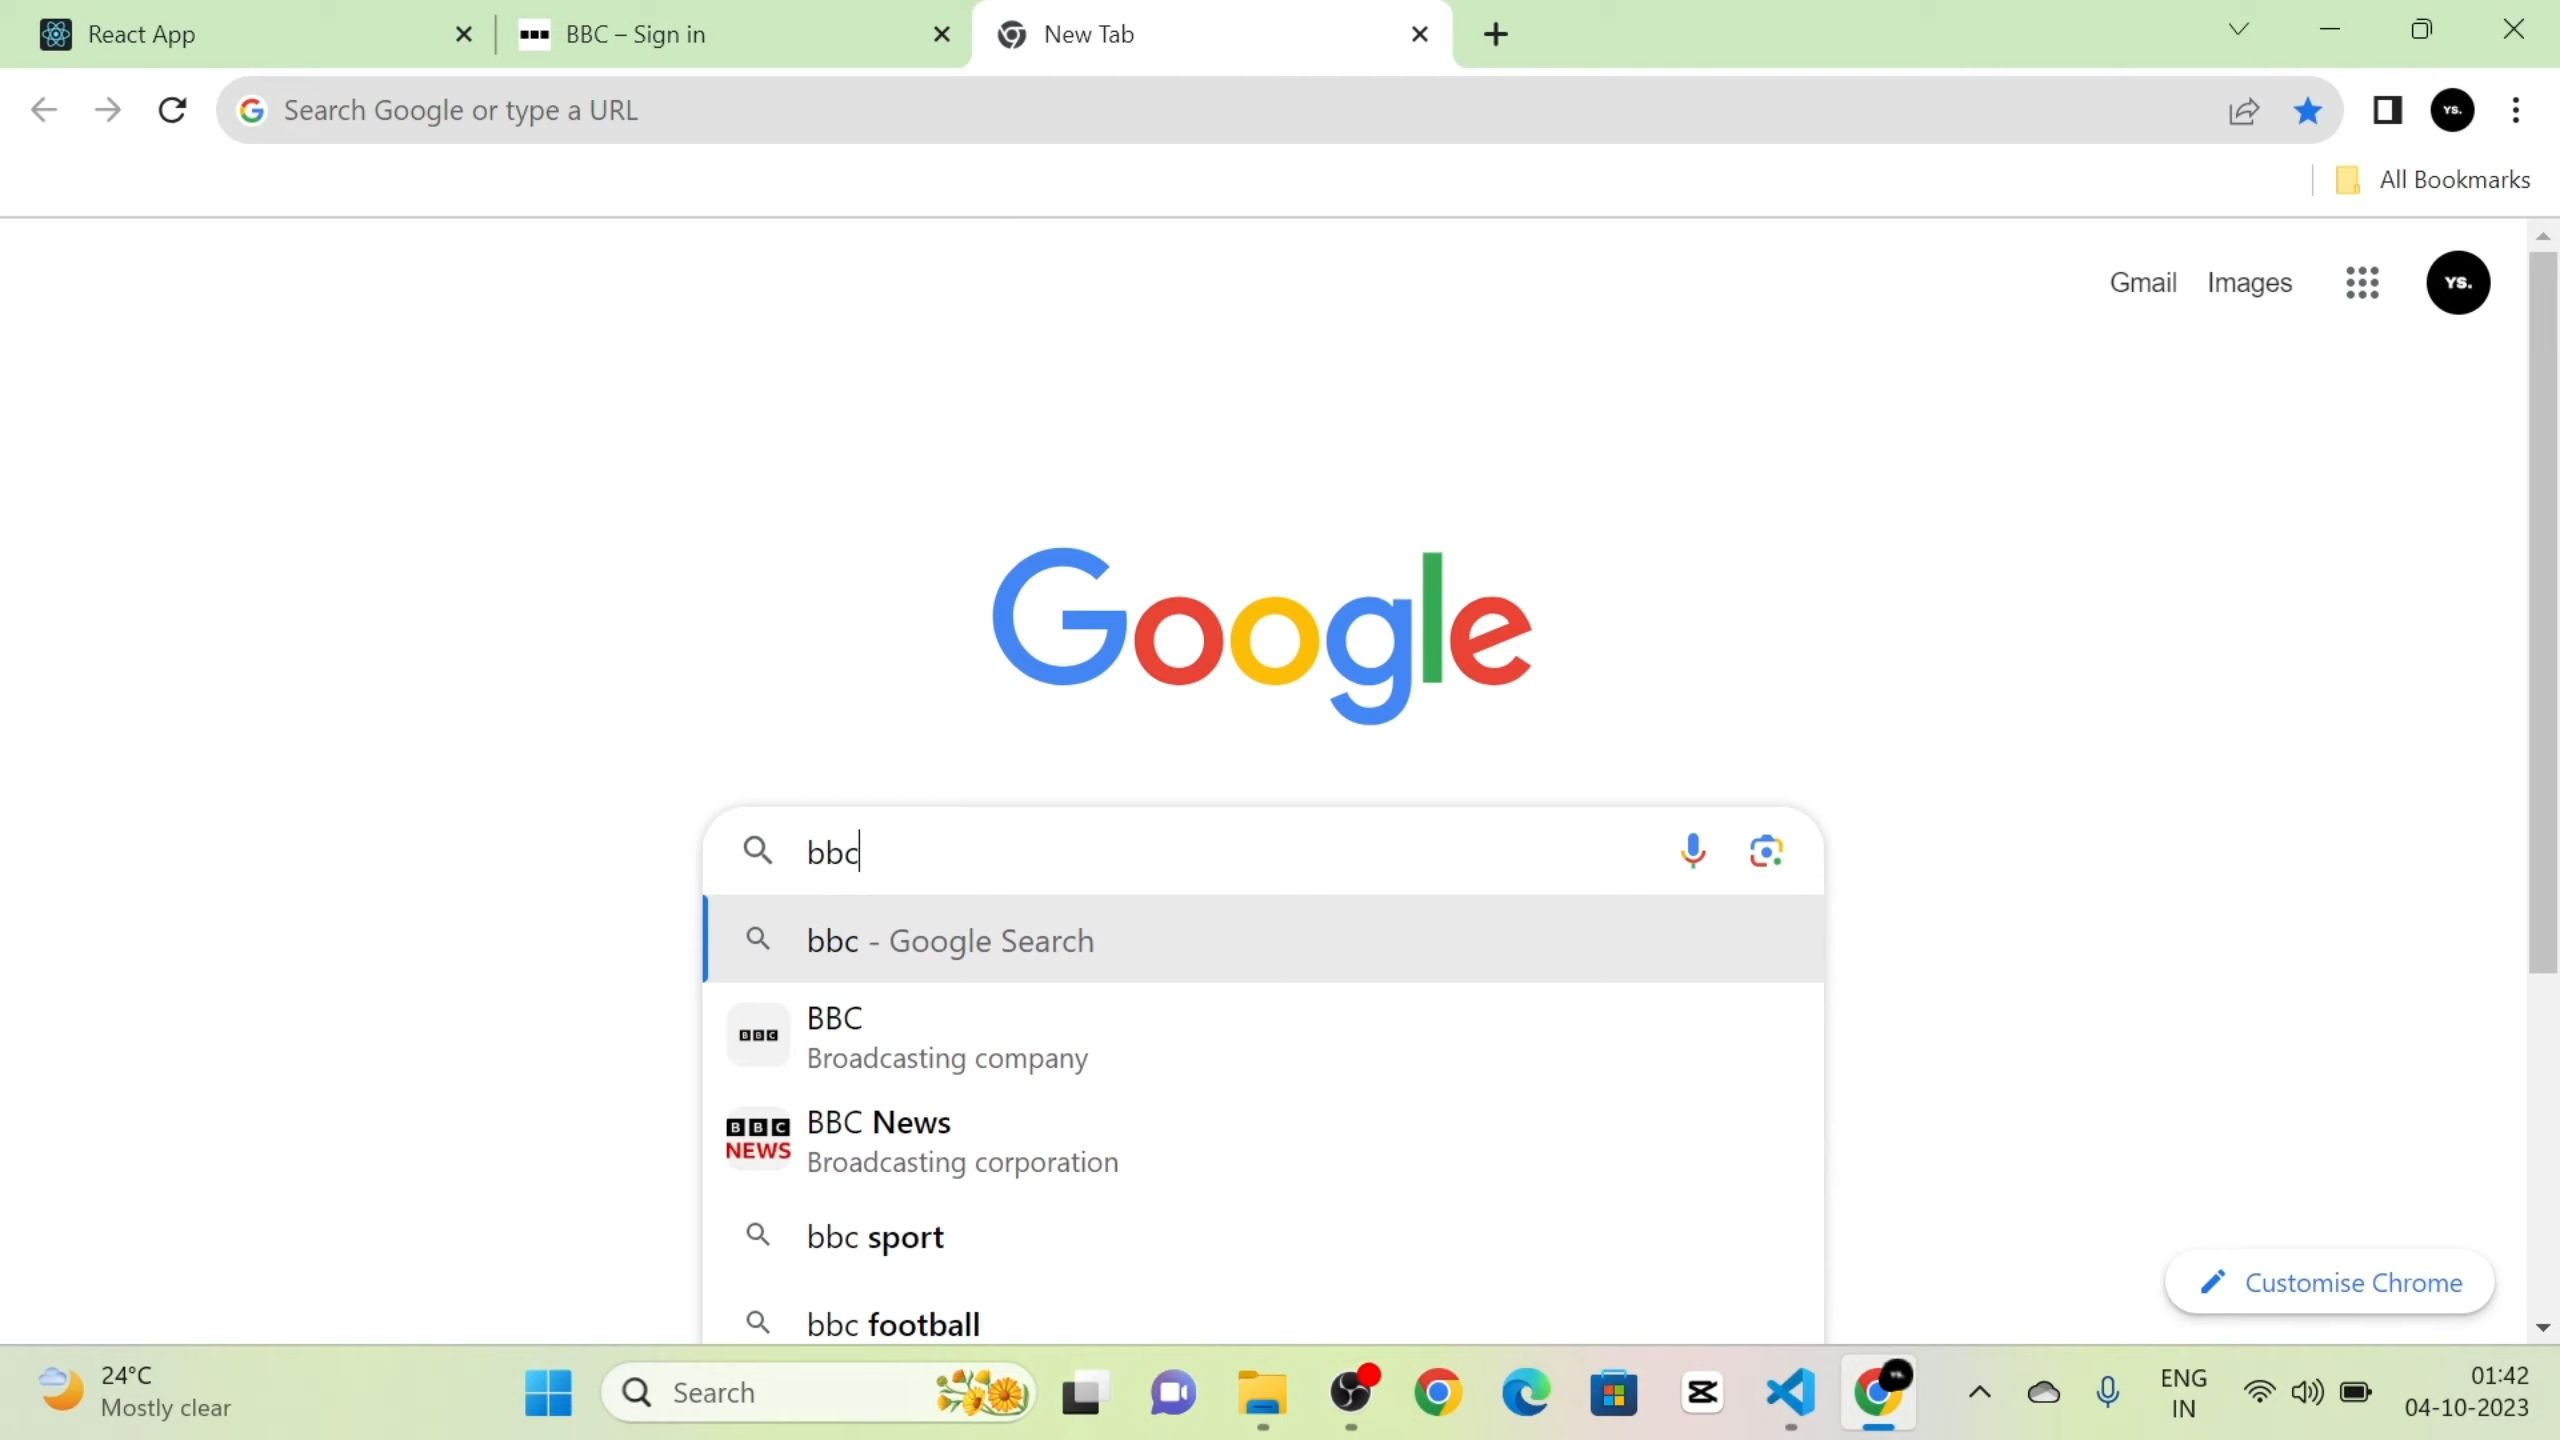 React App
BBC – Sign in
New Tab
Search Google or type a URL
YS.
All Bookmarks
Gmail
Images
YS.
Google
bbc
bbc - Google Search
BBC
BBC
Broadcasting company
BBC
NEWS
BBC News
Broadcasting corporation
bbc sport
bbc football
Customise Chrome
24°C
Mostly clear
Search
ENG
IN
01:42
04-10-2023